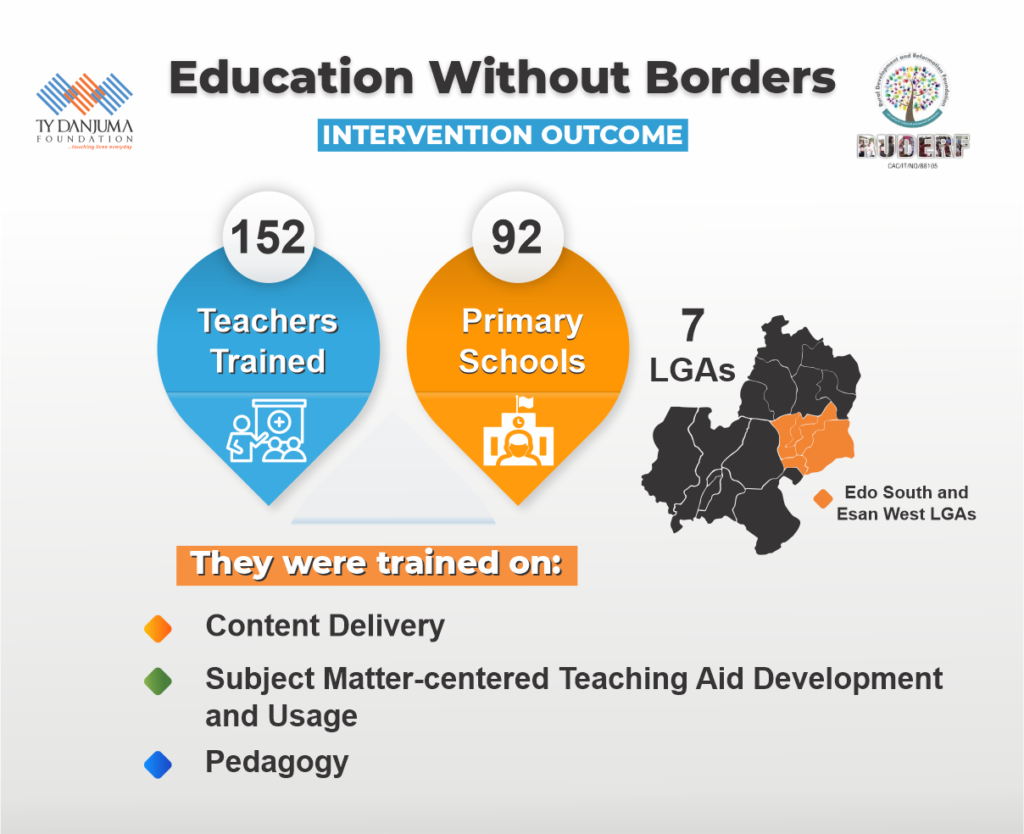 Education Without Borders
INTERVENTION OUTCOME
TY DANJUMA
FOUNDATION
...touching lives everyday
Rural Development and Reformation Foundation
RUDERF
CAC/IT/NO/88105
152
Teachers
Trained
92
Primary
Schools
7
LGAs
Edo South and
Esan West LGAs
They were trained on:
Content Delivery
Subject Matter-centered Teaching Aid Development
and Usage
Pedagogy